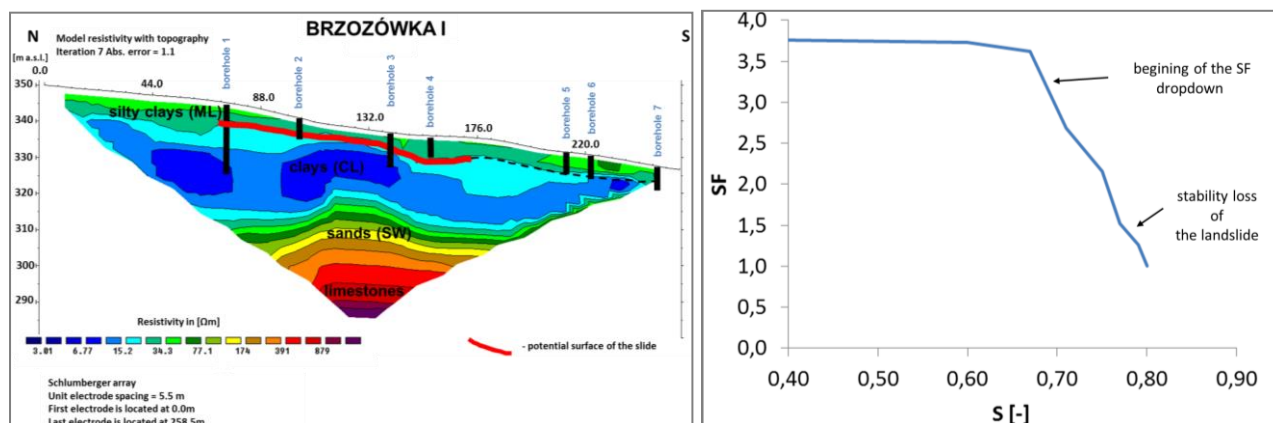 BRZOZÓWKA I
N
S
Model resistivity with topography
Iteration 7 Abs. error = 1.1
[m a.s.l.]
0.0
44.0
88.0
132.0
176.0
220.0
borehole 1
borehole 2
borehole 3
borehole 4
borehole 5
borehole 6
borehole 7
350
340
330
320
310
300
290
silty clays (ML)
clays (CL)
sands (SW)
limestones
Resistivity in [Ωm]
3.01 6.77 15.2 34.3 77.1 174 391 879
- potential surface of the slide
Schlumberger array
Unit electrode spacing = 5.5 m
First electrode is located at 0.0m
Last electrode is located at 258.5m
SF
4,0
3,5
3,0
2,5
2,0
1,5
1,0
0,5
0,0
begining of the SF
dropdown
stability loss
of
the landslide
0,40 0,50 0,60 0,70 0,80 0,90
S [-]